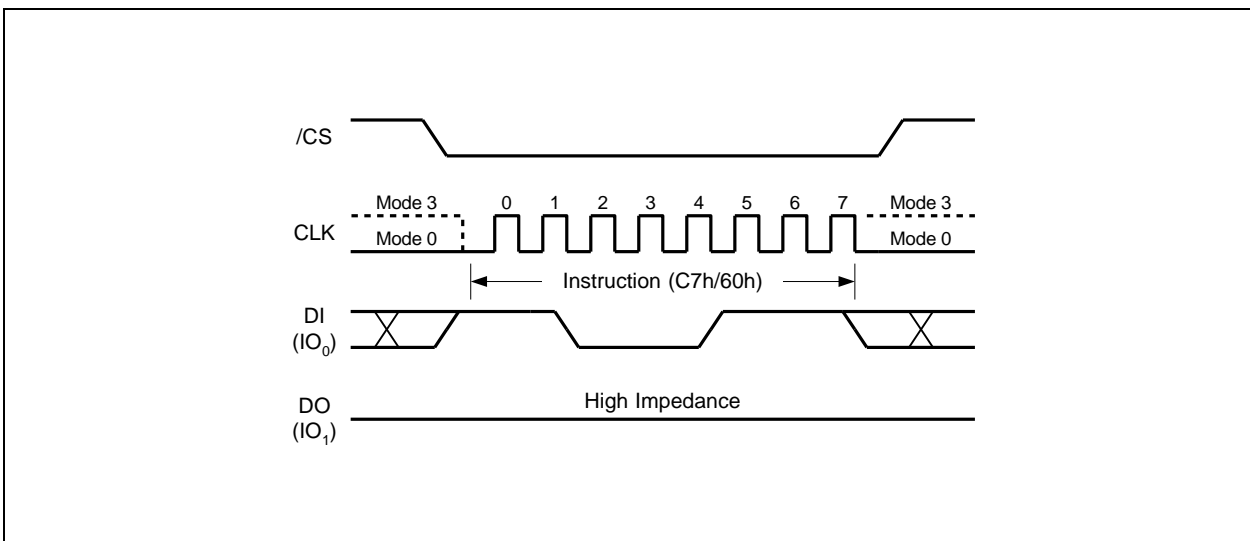 /CS
Mode 3 0 1 2 3 4 5 6 7 Mode 3
CLK
Mode 0 Mode 0
Instruction (C7h/60h)
DI
(IO₀)
High Impedance
DO
(IO₁)